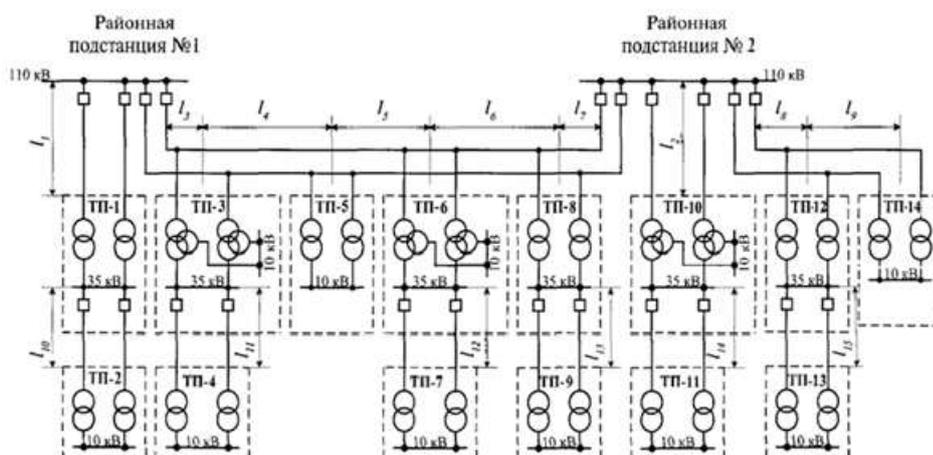 Районная
подстанция №1
Районная
подстанция № 2
110 кВ
110 кВ
l3
l4
l5
l6
l7
l8
l9
l1
l2
ТП-1
ТП-3
ТП-5
ТП-6
ТП-8
ТП-10
ТП-12
ТП-14
10 кВ
10 кВ
10 кВ
35 кВ
35 кВ
10 кВ
35 кВ
35 кВ
35 кВ
35 кВ
110 кВ
l10
l11
l12
l13
l14
l15
ТП-2
ТП-4
ТП-7
ТП-9
ТП-11
ТП-13
10 кВ
10 кВ
10 кВ
10 кВ
10 кВ
10 кВ